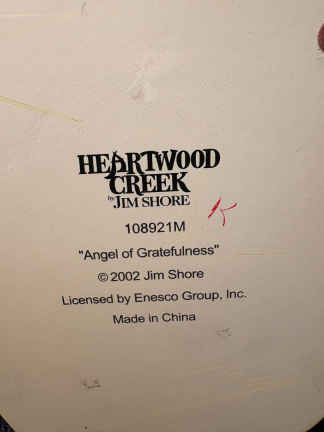 HEARTWOOD
CREEK
by JIM SHORE
108921M
"Angel of Gratefulness"
© 2002 Jim Shore
Licensed by Enesco Group, Inc.
Made in China